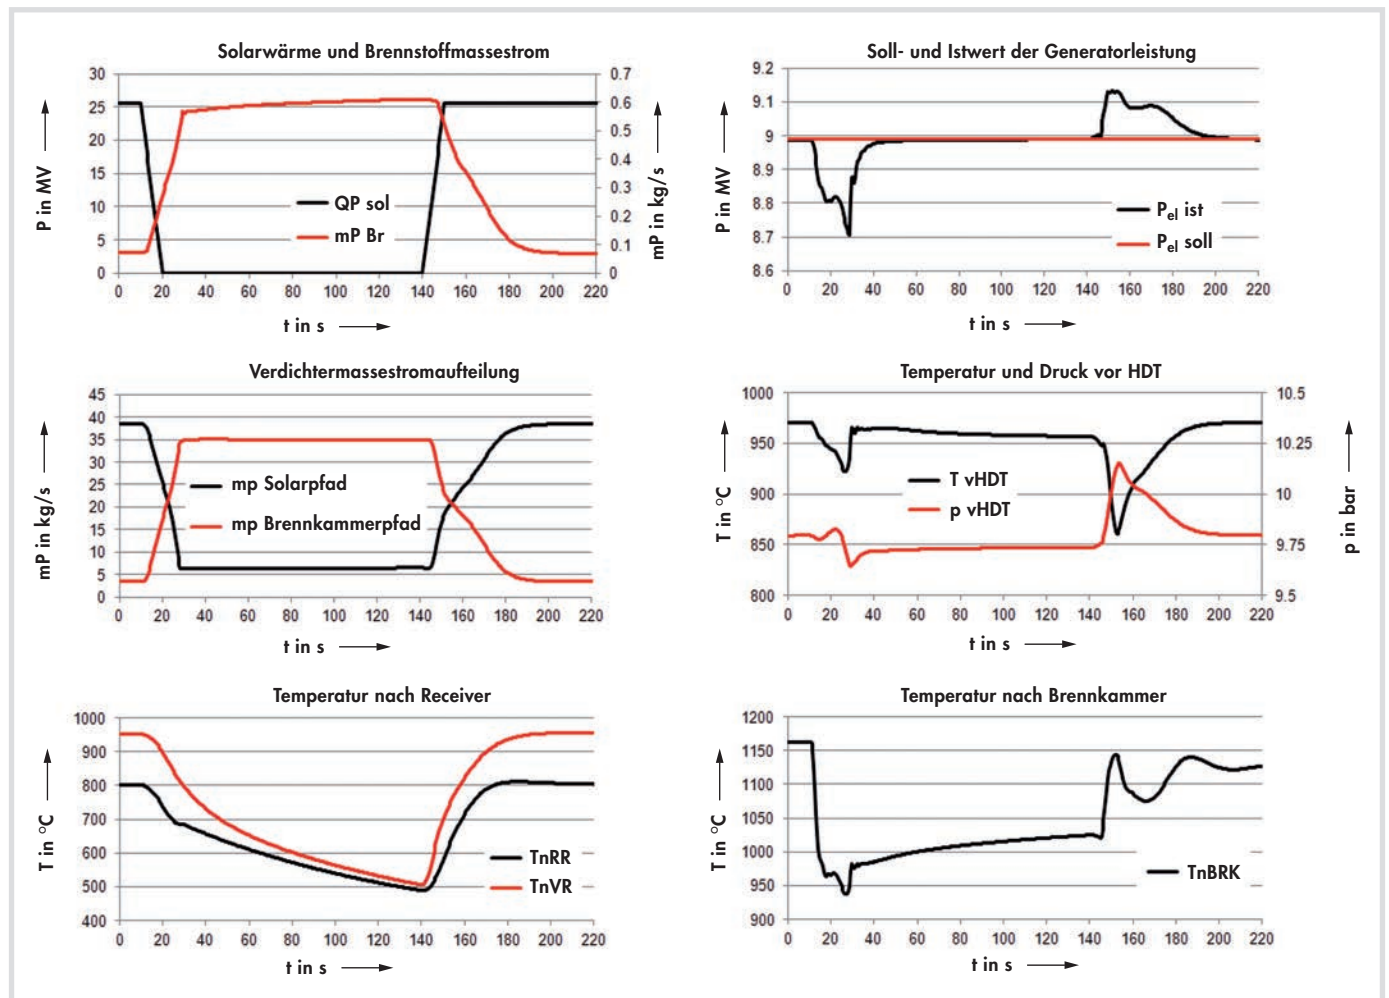 Solarwärme und Brennstoffmassestrom
30
25
20
15
10
5
0
0.7
0.6
0.5
0.4
0.3
0.2
0.1
0
P in MV
mP in kg/s
QP sol
mP Br
0 20 40 60 80 100 120 140 160 180 200 220
t in s
Soll- und Istwert der Generatorleistung
9.2
9.1
9
8.9
8.8
8.7
8.6
P in MV
Pel ist
Pel soll
0 20 40 60 80 100 120 140 160 180 200 220
t in s
Verdichtermassestromaufteilung
45
40
35
30
25
20
15
10
5
0
mP in kg/s
mp Solarpfad
mp Brennkammerpfad
0 20 40 60 80 100 120 140 160 180 200 220
t in s
Temperatur und Druck vor HDT
1000
950
900
850
800
10.5
10.25
10
9.75
9.5
T in °C
p in bar
T vHDT
p vHDT
0 20 40 60 80 100 120 140 160 180 200 220
t in s
Temperatur nach Receiver
1000
900
800
700
600
500
400
T in °C
TnRR
TnVR
0 20 40 60 80 100 120 140 160 180 200 220
t in s
Temperatur nach Brennkammer
1200
1150
1100
1050
1000
950
900
T in °C
TnBRK
0 20 40 60 80 100 120 140 160 180 200 220
t in s